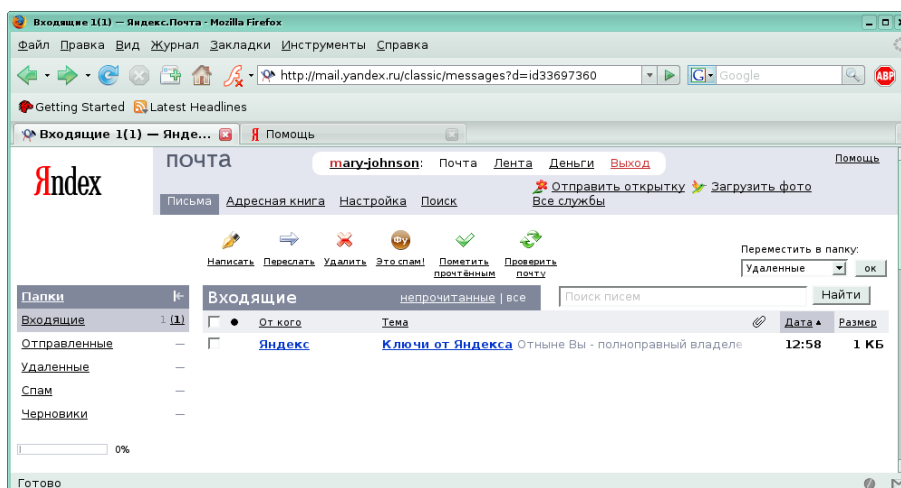 Входящие 1(1) — Яндекс.Почта - Mozilla Firefox
Файл Правка Вид Журнал Закладки Инструменты Справка
http://mail.yandex.ru/classic/messages?d=id33697360 G Google ABP
Getting Started Latest Headlines
Входящие 1(1) — Янде... Я Помощь
Яndex почта mary-johnson: Почта Лента Деньги Выход Помощь
Отправить открытку Загрузить фото
Письма Адресная книга Настройка Поиск Все службы
Написать Переслать Удалить Фу Это спам! Пометить прочтённым Проверить почту
Переместить в папку:
Удаленные ок
Папки Входящие непрочитанные | все Поиск писем Найти
Входящие 1 (1) От кого Тема Дата Размер
Отправленные — Яндекс Ключи от Яндекса Отныне Вы - полноправный владеле 12:58 1 КБ
Удаленные —
Спам —
Черновики —
0%
Готово